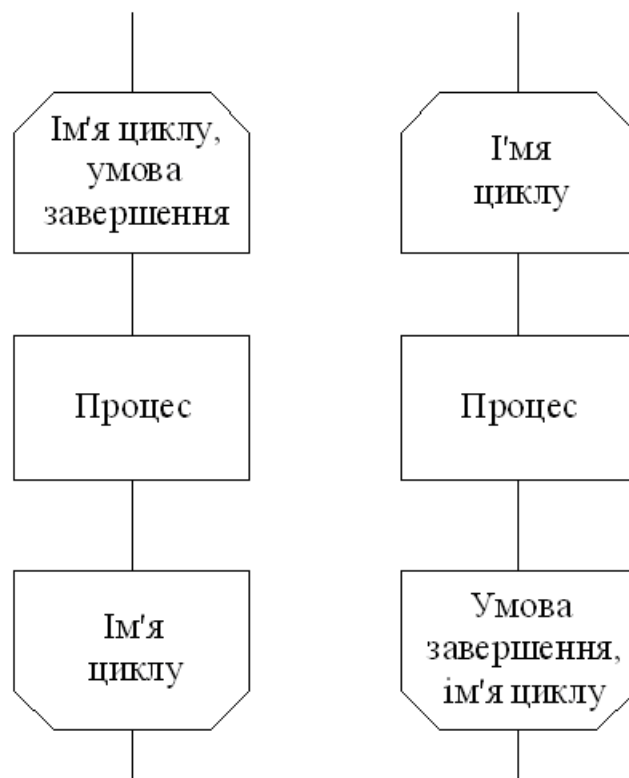 Ім'я циклу,
умова
завершення
Процес
Ім'я
циклу
І'мя
циклу
Процес
Умова
завершення,
ім'я циклу